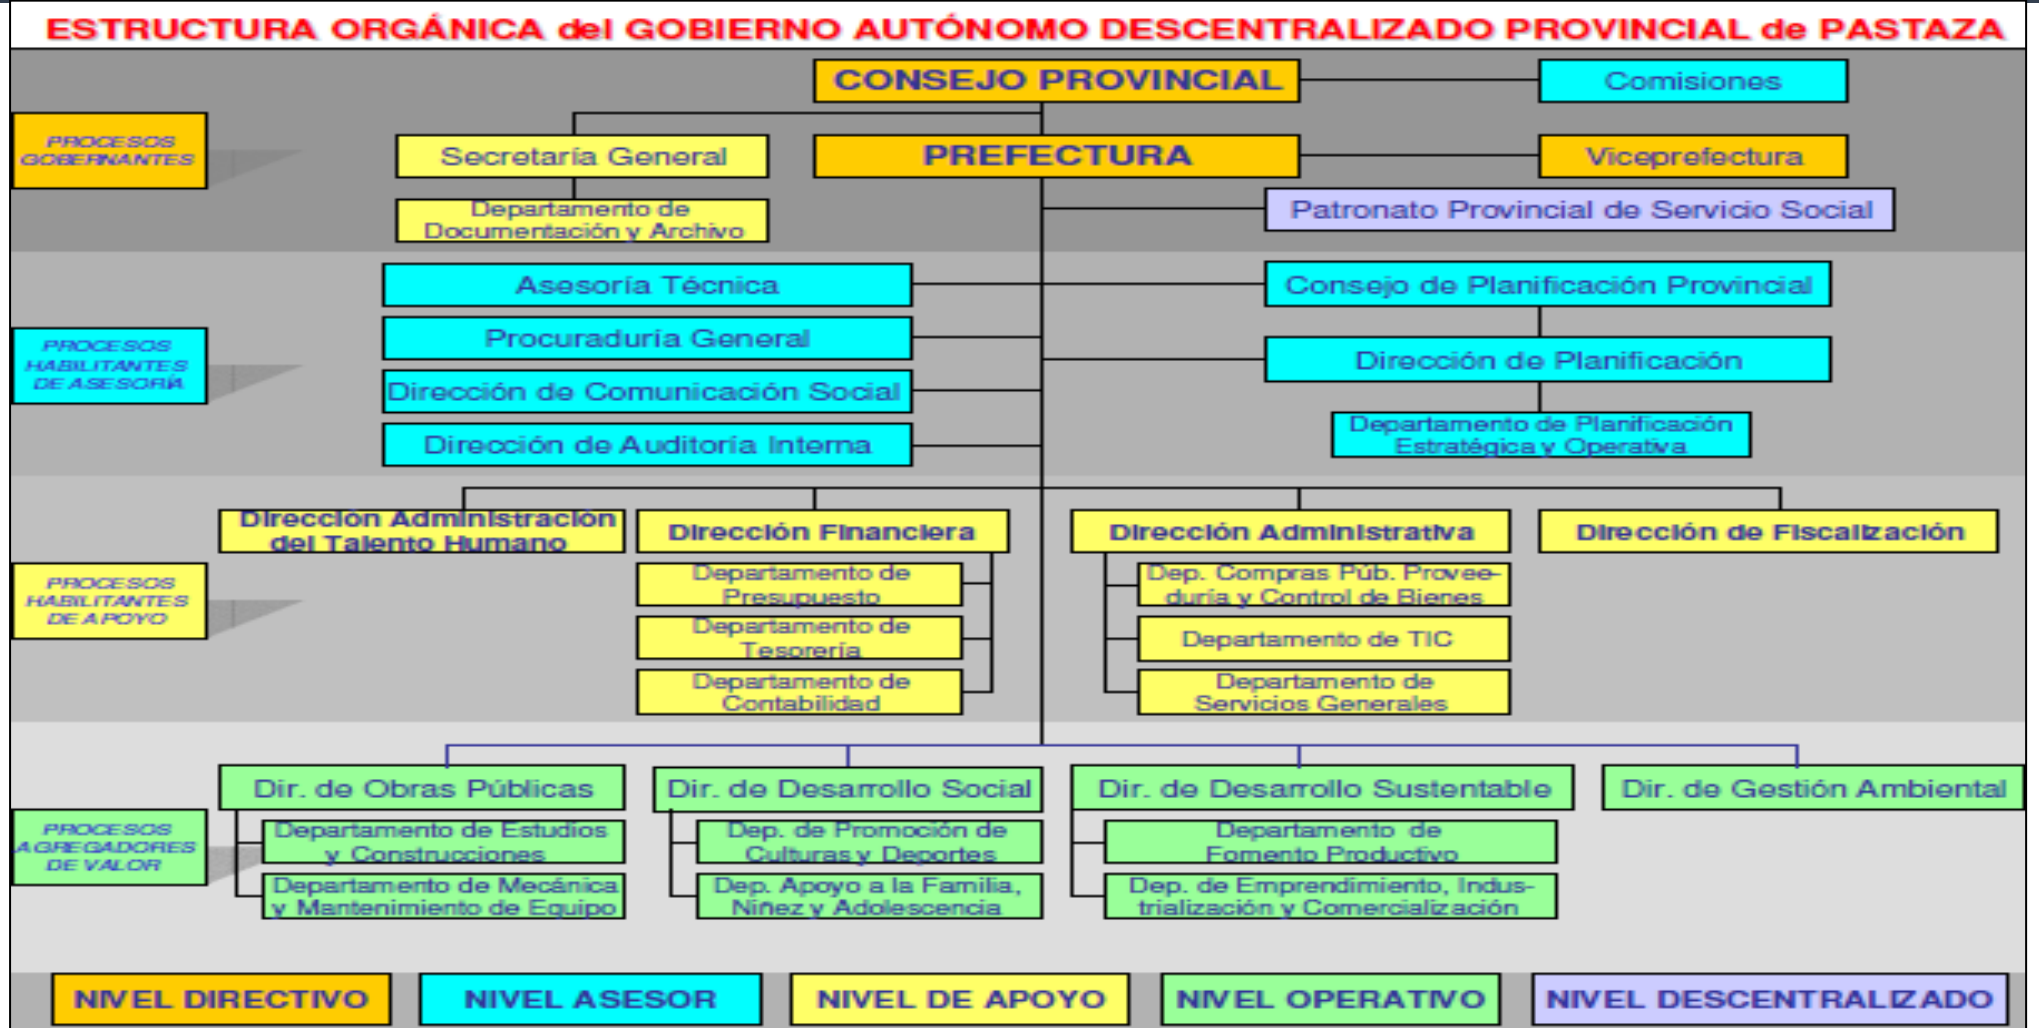 ESTRUCTURA ORGÁNICA del GOBIERNO AUTÓNOMO DESCENTRALIZADO PROVINCIAL de PASTAZA
CONSEJO PROVINCIAL
Comisiones
PROCESOS
GOBERNANTES
Secretaría General
PREFECTURA
Viceprefectura
Departamento de
Documentación y Archivo
Patronato Provincial de Servicio Social
Asesoría Técnica
Consejo de Planificación Provincial
PROCESOS
HABILITANTES
DE ASESORÍA
Procuraduría General
Dirección de Planificación
Dirección de Comunicación Social
Departamento de Planificación
Estratégica y Operativa
Dirección de Auditoría Interna
Dirección Administración
del Talento Humano
Dirección Financiera
Dirección Administrativa
Dirección de Fiscalización
PROCESOS
HABILITANTES
DE APOYO
Departamento de
Presupuesto
Departamento de
Tesorería
Departamento de
Contabilidad
Dep. Compras Púb. Provee-
duría y Control de Bienes
Departamento de TIC
Departamento de
Servicios Generales
Dir. de Obras Públicas
Dir. de Desarrollo Social
Dir. de Desarrollo Sustentable
Dir. de Gestión Ambiental
PROCESOS
AGREGADORES
DE VALOR
Departamento de Estudios
y Construcciones
Departamento de Mecánica
y Mantenimiento de Equipo
Dep. de Promoción de
Culturas y Deportes
Dep. Apoyo a la Familia,
Niñez y Adolescencia
Departamento de
Fomento Productivo
Dep. de Emprendimiento, Indus-
trialización y Comercialización
NIVEL DIRECTIVO
NIVEL ASESOR
NIVEL DE APOYO
NIVEL OPERATIVO
NIVEL DESCENTRALIZADO